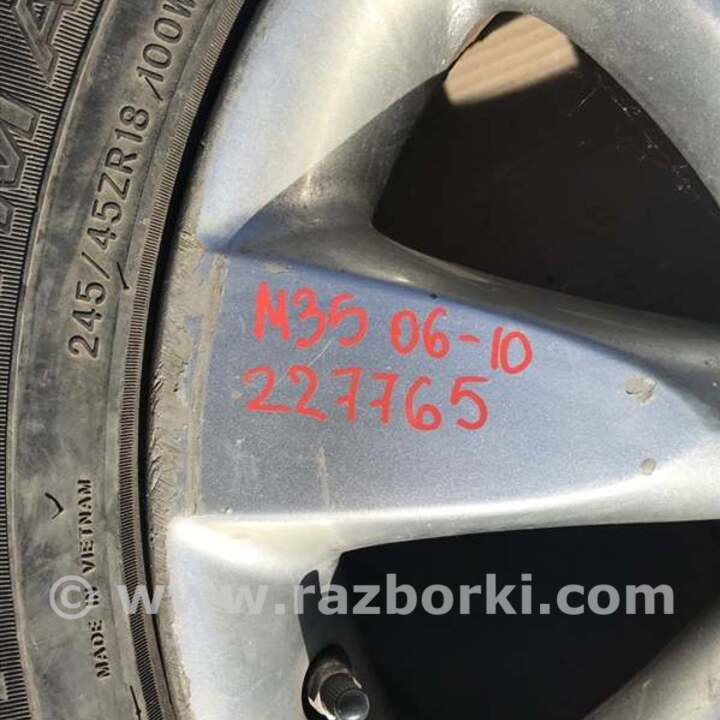 245/45ZR18 100W
M35 06-10
227765
MADE IN VIETNAM
© www.razborki.com